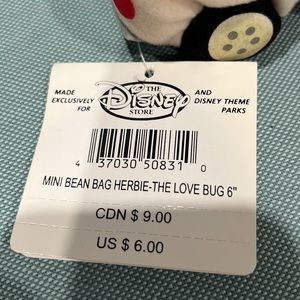 MADE
EXCLUSIVELY
FOR
THE
Disney
STORE
AND
DISNEY THEME
PARKS
4 37030 50831 0
MINI BEAN BAG HERBIE-THE LOVE BUG 6"
CDN $ 9.00
US $ 6.00